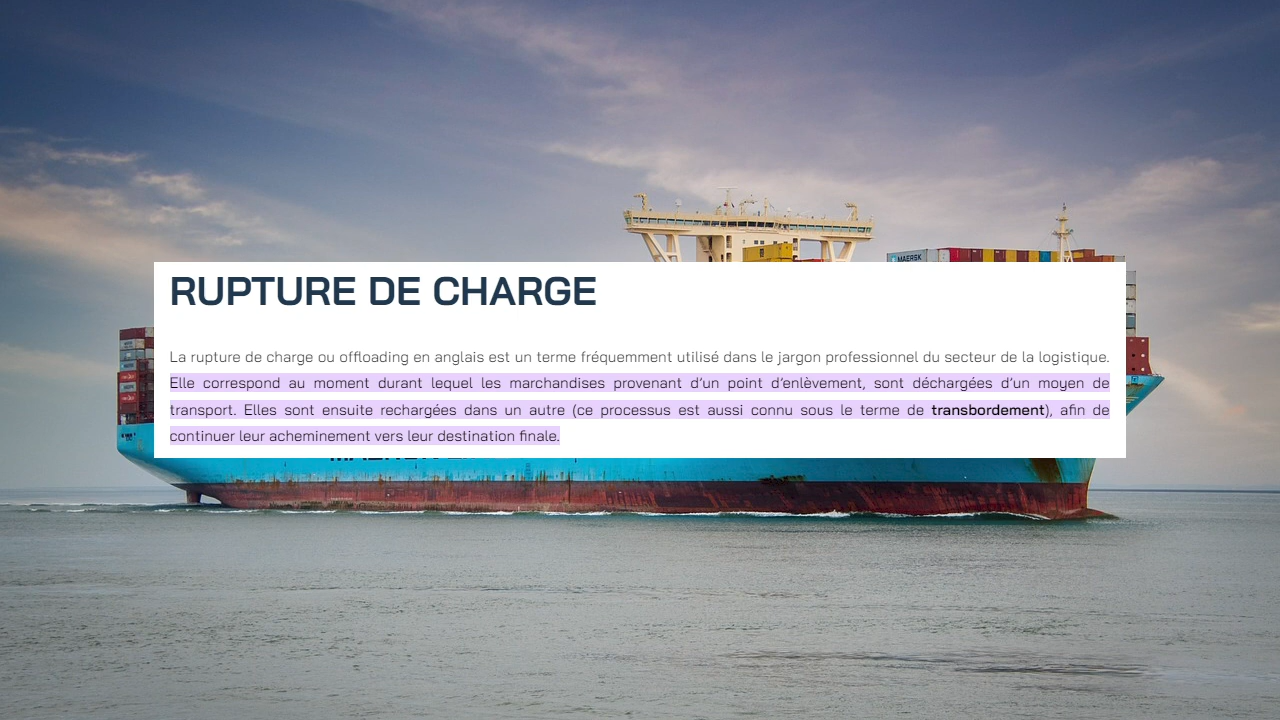 MAERSK
RUPTURE DE CHARGE
La rupture de charge ou offloading en anglais est un terme fréquemment utilisé dans le jargon professionnel du secteur de la logistique.
Elle correspond au moment durant lequel les marchandises provenant d'un point d'enlèvement, sont déchargées d'un moyen de
transport. Elles sont ensuite rechargées dans un autre (ce processus est aussi connu sous le terme de transbordement), afin de
continuer leur acheminement vers leur destination finale.